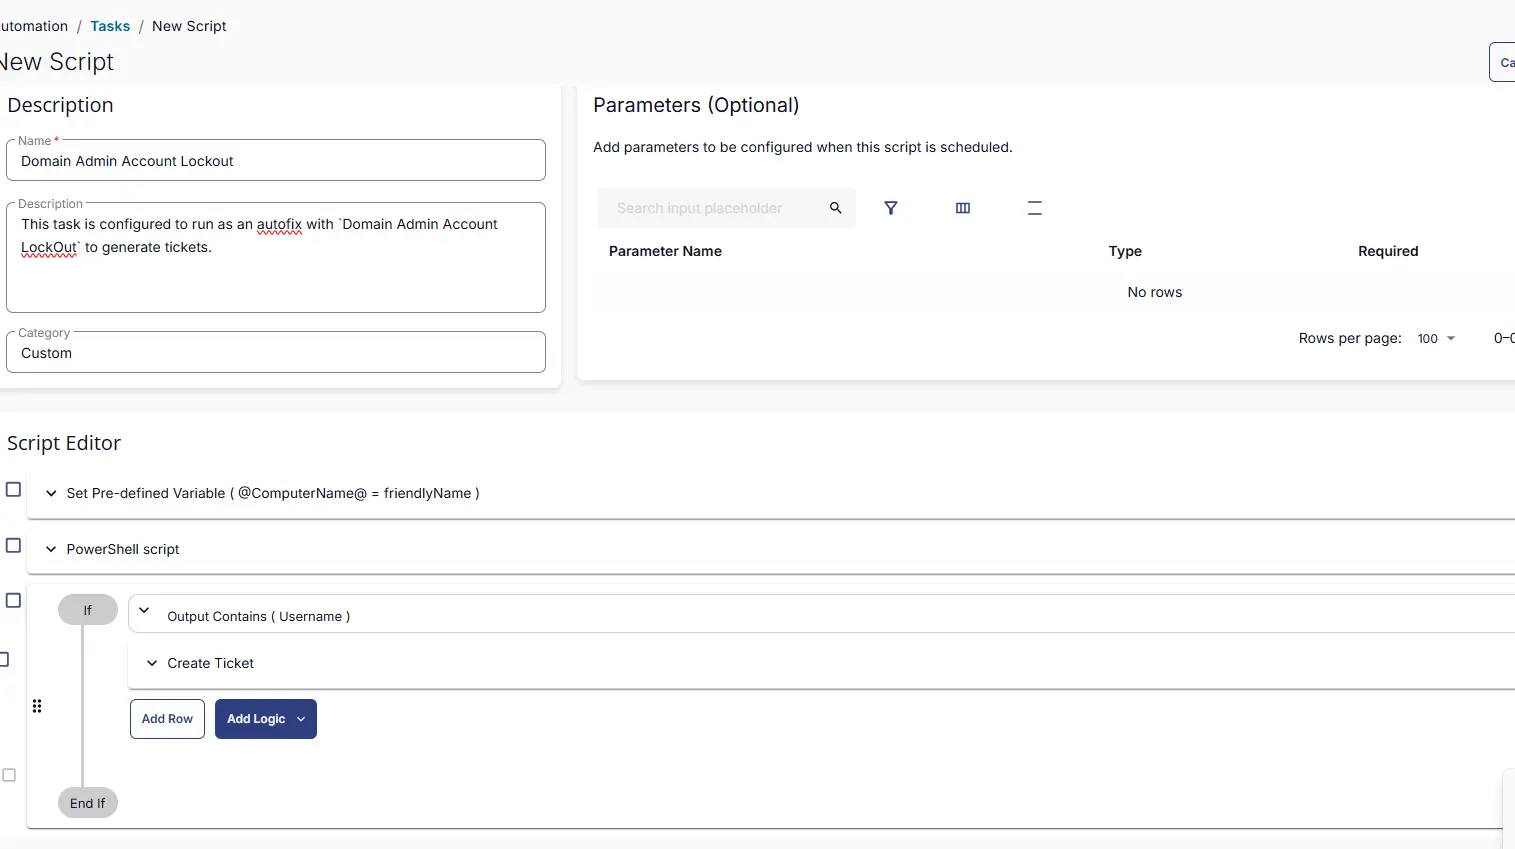 utomation / Tasks / New Script
New Script
Ca
Description
Name *
Domain Admin Account Lockout
Description
This task is configured to run as an autofix with `Domain Admin Account
LockOut` to generate tickets.
Category
Custom
Parameters (Optional)
Add parameters to be configured when this script is scheduled.
Search input placeholder
Parameter Name Type Required
No rows
Rows per page: 100 0–0
Script Editor
Set Pre-defined Variable ( @ComputerName@ = friendlyName )
PowerShell script
If
Output Contains ( Username )
Create Ticket
Add Row Add Logic
End If